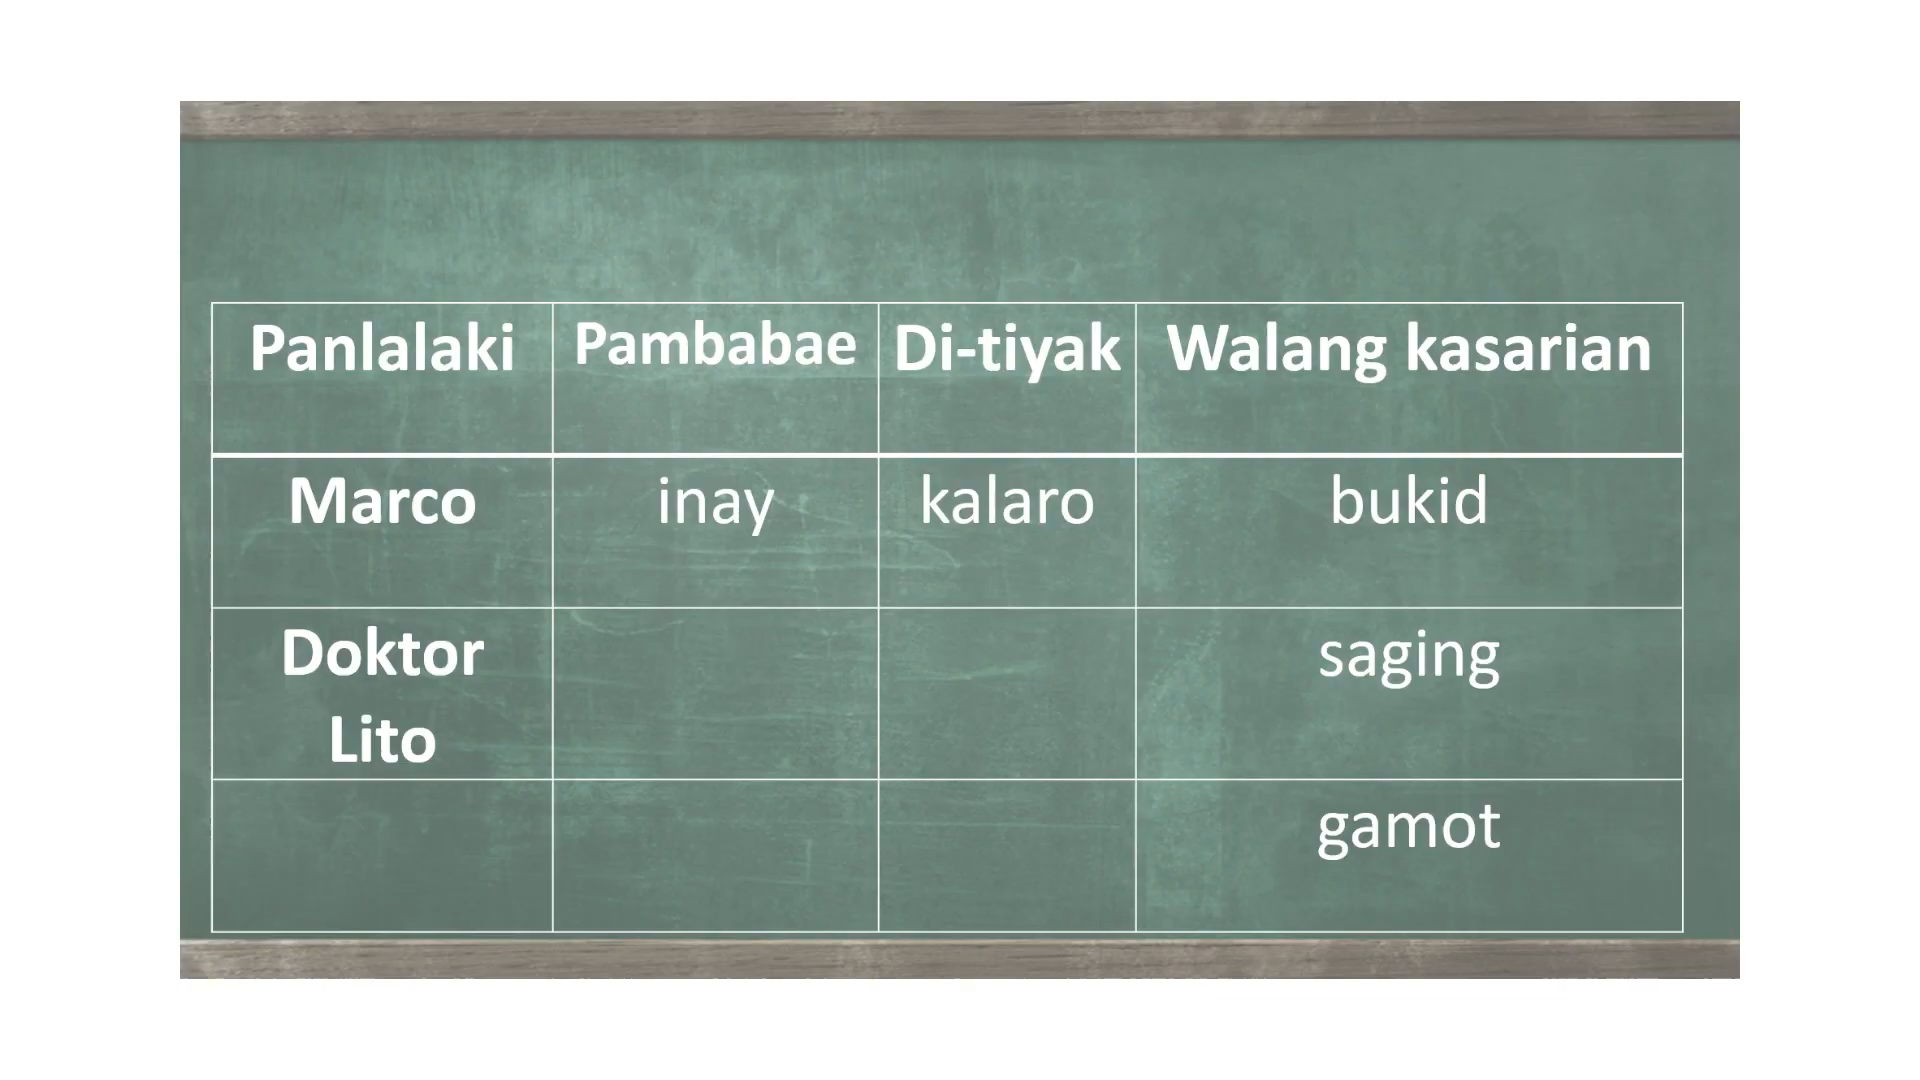 Panlalaki Pambabae Di-tiyak Walang kasarian
Marco inay kalaro bukid
Doktor saging
Lito
gamot